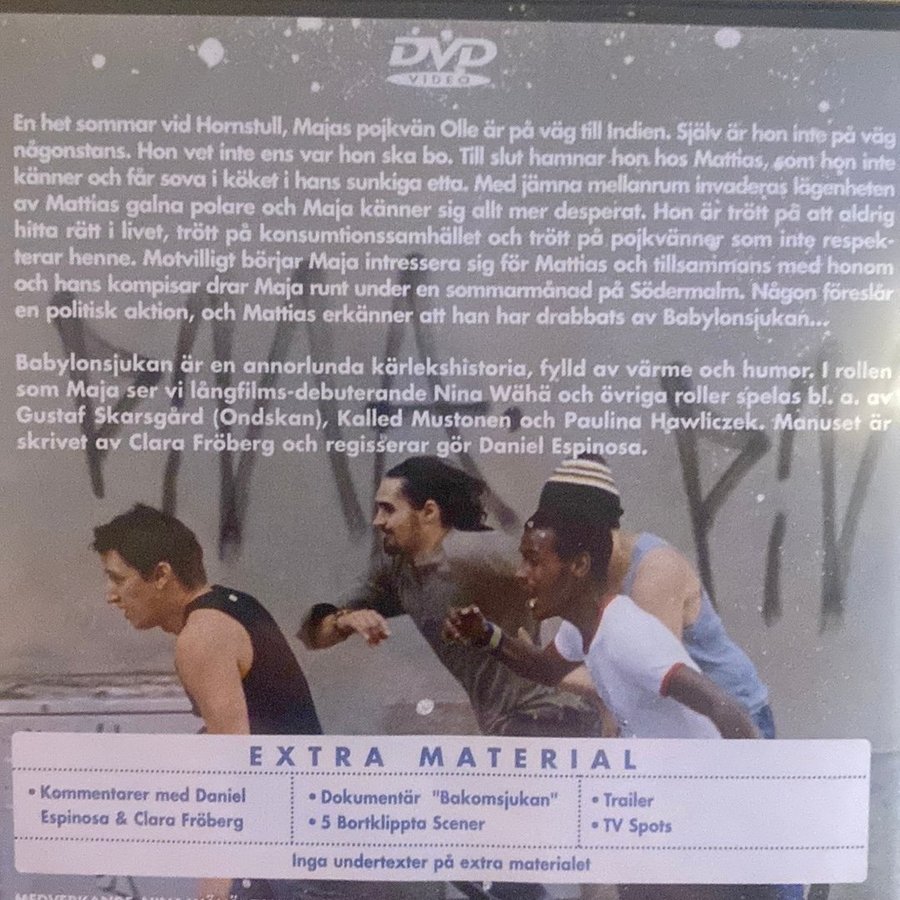 DVD
VIDEO
En het sommar vid Hornstull, Majas pojkvän Olle är på väg till Indien. Själv är hon inte på väg
någonstans. Hon vet inte ens var hon ska bo. Till slut hamnar hon hos Mattias, som hon inte
känner och får sova i köket i hans sunkiga etta. Med jämna mellanrum invaderas lägenheten
av Mattias galna polare och Maja känner sig allt mer desperat. Hon är trött på att aldrig
hitta rätt i livet, trött på konsumtionssamhället och trött på pojkvänner som inte respek-
terar henne. Motvilligt börjar Maja intressera sig för Mattias och tillsammans med honom
och hans kompisar drar Maja runt under en sommarmånad på Södermalm. Någon föreslår
en politisk aktion, och Mattias erkänner att han har drabbats av Babylonsjukan...
Babylonsjukan är en annorlunda kärlekshistoria, fylld av värme och humor. I rollen
som Maja ser vi långfilms-debuterande Nina Wähä och övriga roller spelas bl. a. av
Gustaf Skarsgård (Ondskan), Kalled Mustonen och Paulina Hawliczek. Manuset är
skrivet av Clara Fröberg och regisserar gör Daniel Espinosa.
EXTRA MATERIAL
• Kommentarer med Daniel
Espinosa & Clara Fröberg
• Dokumentär "Bakomsjukan"
• 5 Bortklippta Scener
• Trailer
• TV Spots
Inga undertexter på extra materialet